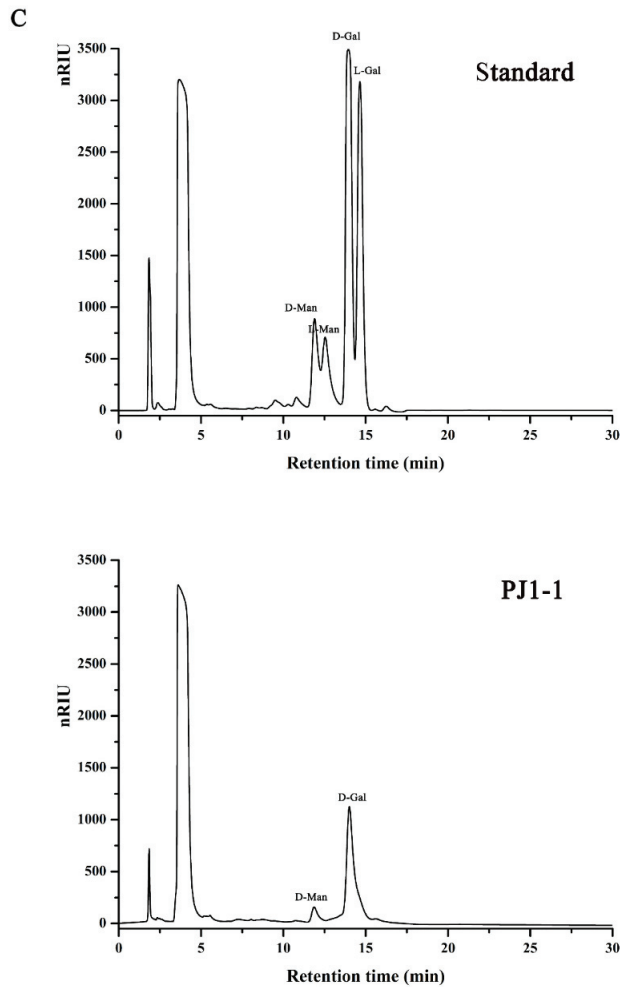 C
D-Gal
L-Gal
Standard
D-Man
L-Man
nRIU
3500
3000
2500
2000
1500
1000
500
0
0 5 10 15 20 25 30
Retention time (min)
PJ1-1
D-Gal
D-Man
nRIU
3500
3000
2500
2000
1500
1000
500
0
0 5 10 15 20 25 30
Retention time (min)